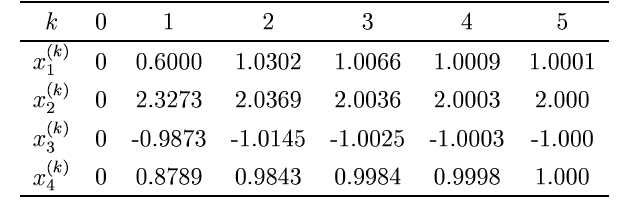 k 0 1 2 3 4 5
x_1^{(k)} 0 0.6000 1.0302 1.0066 1.0009 1.0001
x_2^{(k)} 0 2.3273 2.0369 2.0036 2.0003 2.000
x_3^{(k)} 0 -0.9873 -1.0145 -1.0025 -1.0003 -1.000
x_4^{(k)} 0 0.8789 0.9843 0.9984 0.9998 1.000